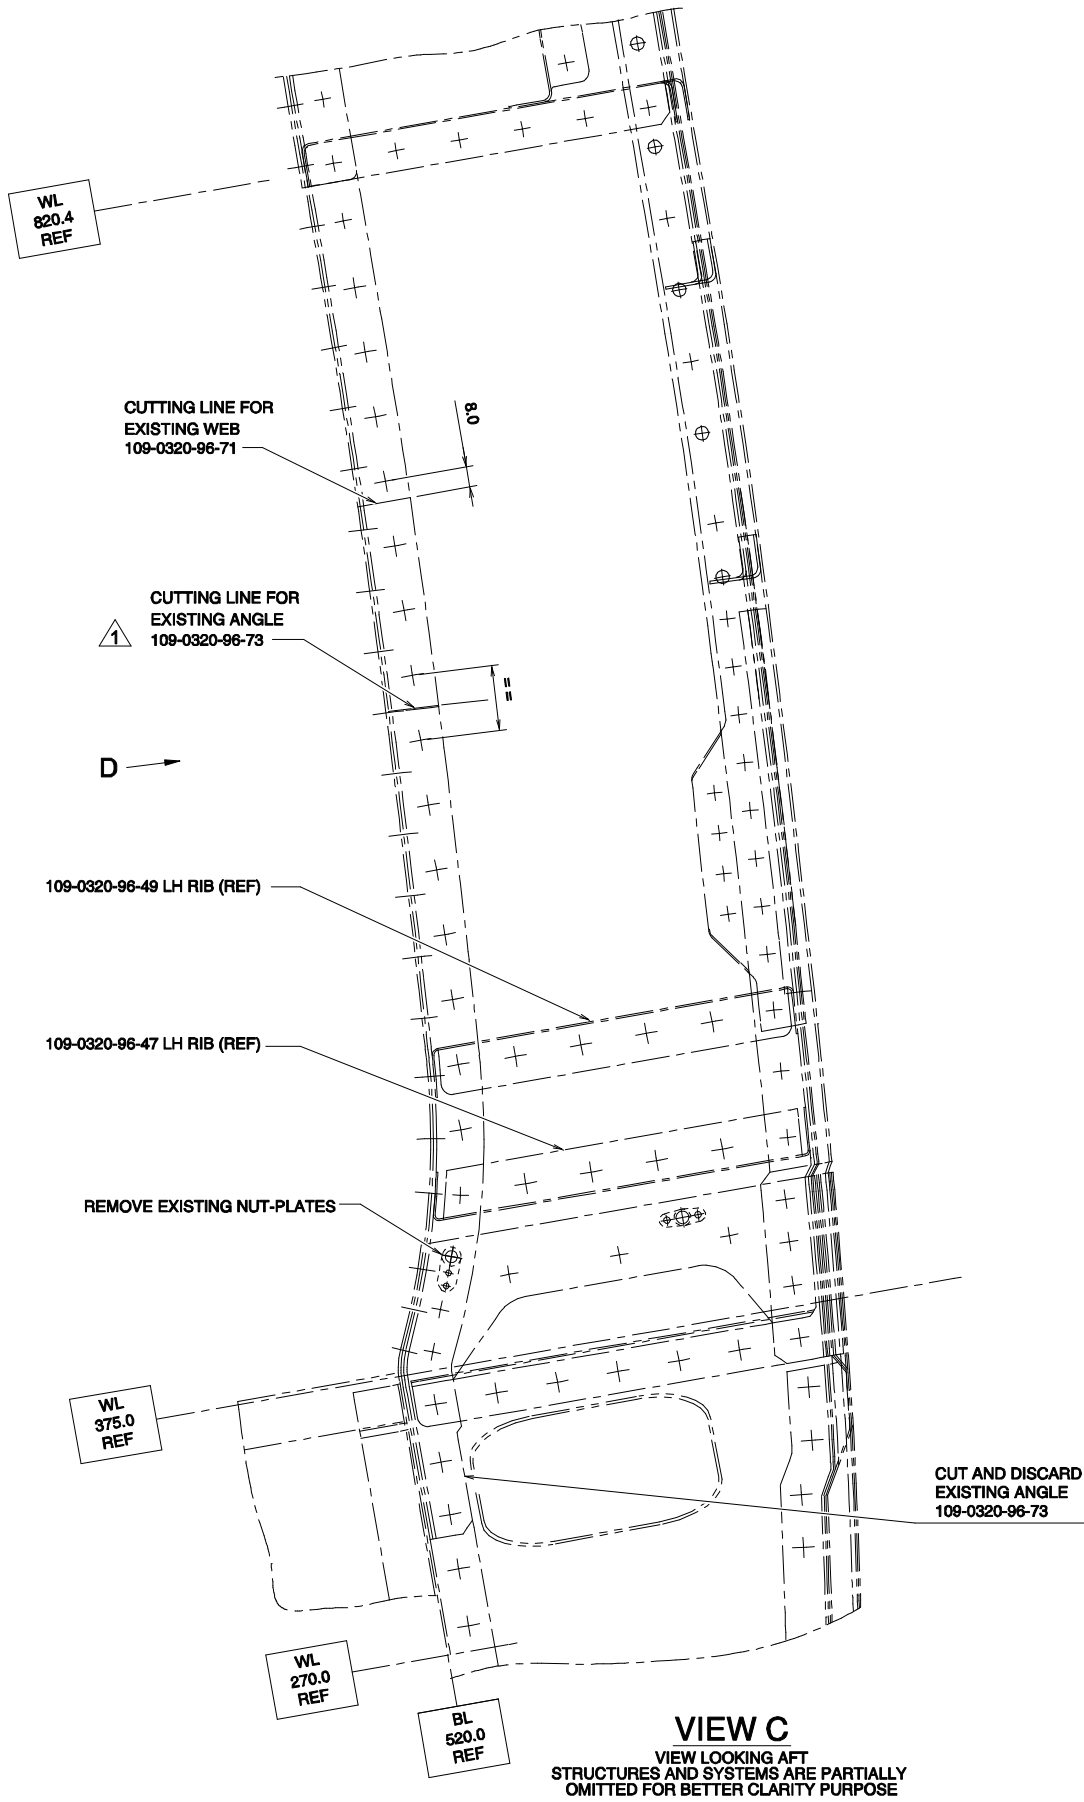 WL
820.4
REF
CUTTING LINE FOR
EXISTING WEB
109-0320-96-71
8.0
CUTTING LINE FOR
EXISTING ANGLE
109-0320-96-73
1
=
=
D
109-0320-96-49 LH RIB (REF)
109-0320-96-47 LH RIB (REF)
REMOVE EXISTING NUT-PLATES
WL
375.0
REF
CUT AND DISCARD
EXISTING ANGLE
109-0320-96-73
WL
270.0
REF
BL
520.0
REF
VIEW C
VIEW LOOKING AFT
STRUCTURES AND SYSTEMS ARE PARTIALLY
OMITTED FOR BETTER CLARITY PURPOSE